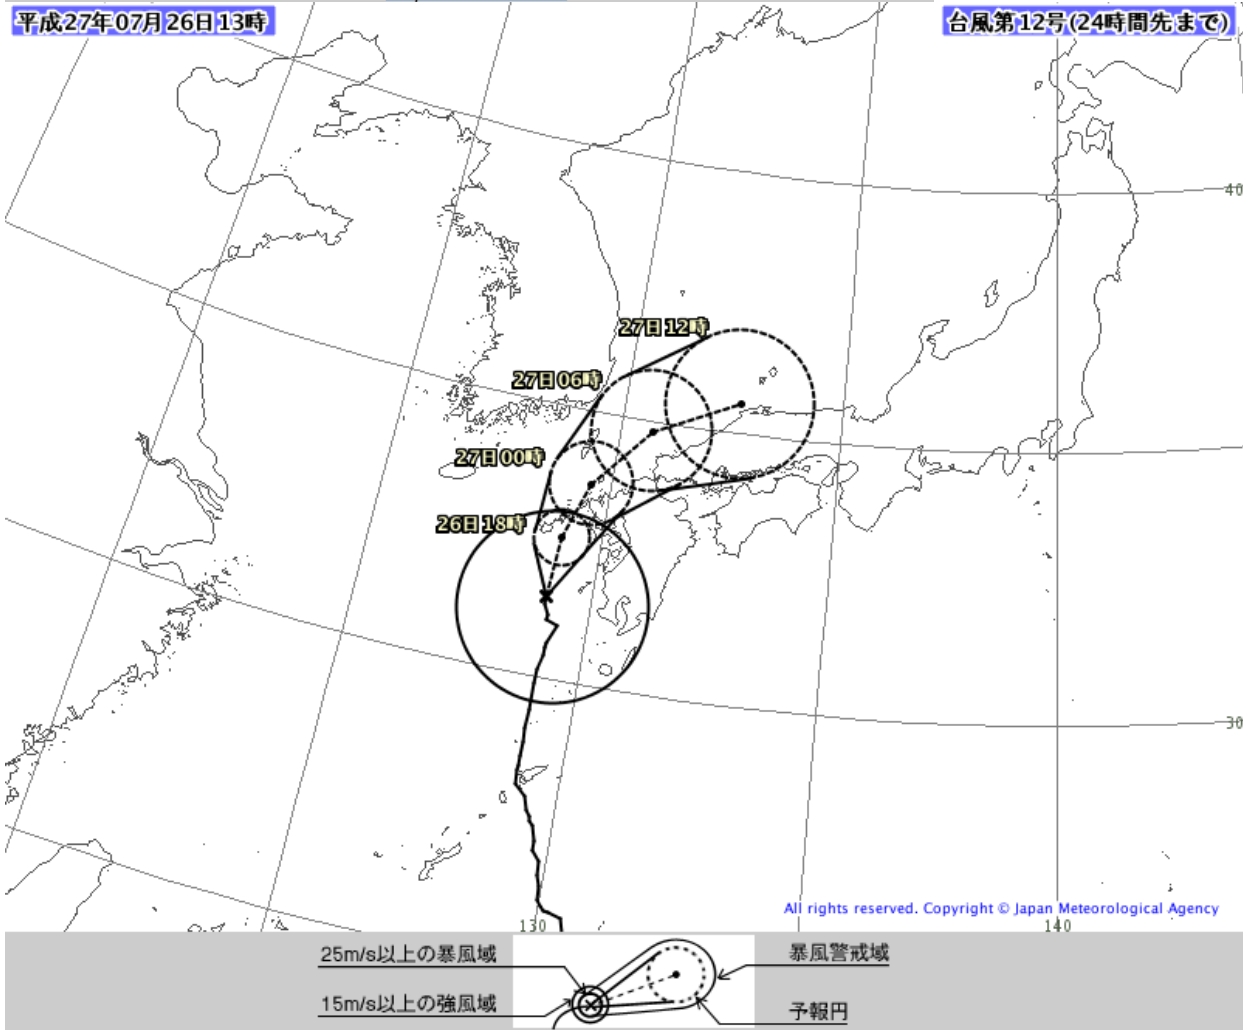 平成27年07月26日13時
台風第12号(24時間先まで)
40
27日12時
27日06時
27日00時
26日18時
30
All rights reserved. Copyright © Japan Meteorological Agency
130
140
25m/s以上の暴風域
暴風警戒域
15m/s以上の強風域
予報円